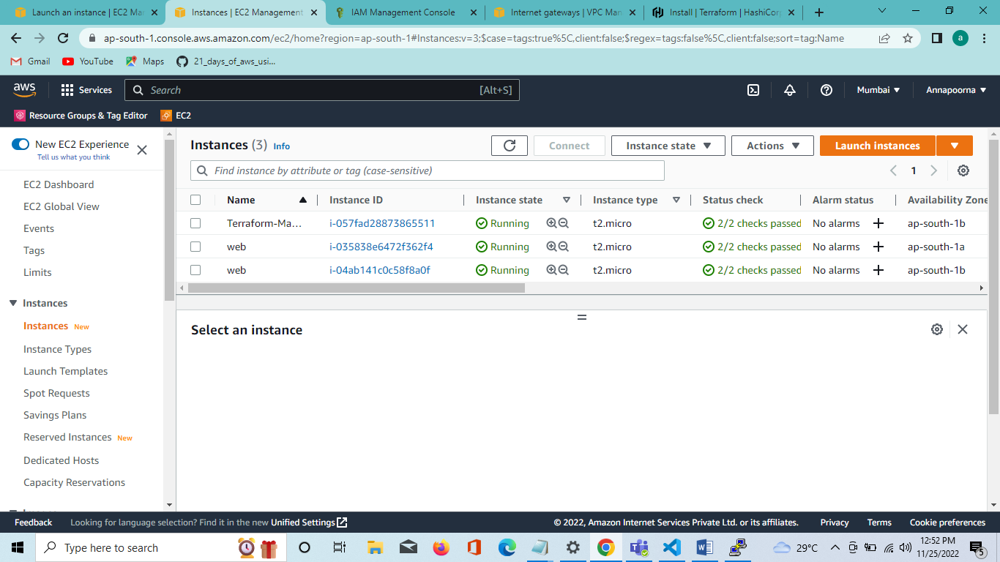 Launch an instance | EC2 Ma
Instances | EC2 Management
IAM Management Console
Internet gateways | VPC Man
Install | Terraform | HashiCorp
ap-south-1.console.aws.amazon.com/ec2/home?region=ap-south-1#Instances:v=3;$case=tags:true%5C,client:false;$regex=tags:false%5C,client:false;sort=tag:Name
a
Gmail
YouTube
Maps
21_days_of_aws_usi...
aws
Services
Search
[Alt+S]
Mumbai
Annapoorna
Resource Groups & Tag Editor
EC2
New EC2 Experience
Tell us what you think
EC2 Dashboard
EC2 Global View
Events
Tags
Limits
Instances
Instances New
Instance Types
Launch Templates
Spot Requests
Savings Plans
Reserved Instances New
Dedicated Hosts
Capacity Reservations
Instances (3) Info
Connect
Instance state
Actions
Launch instances
Find instance by attribute or tag (case-sensitive)
1
Name Instance ID Instance state Instance type Status check Alarm status Availability Zone
Terraform-Ma... i-057fad28873865511 Running t2.micro 2/2 checks passed No alarms ap-south-1b
web i-035838e6472f362f4 Running t2.micro 2/2 checks passed No alarms ap-south-1a
web i-04ab141c0c58f8a0f Running t2.micro 2/2 checks passed No alarms ap-south-1b
Select an instance
Feedback
Looking for language selection? Find it in the new Unified Settings
© 2022, Amazon Internet Services Private Ltd. or its affiliates.
Privacy
Terms
Cookie preferences
Type here to search
29°C
12:52 PM
11/25/2022
5